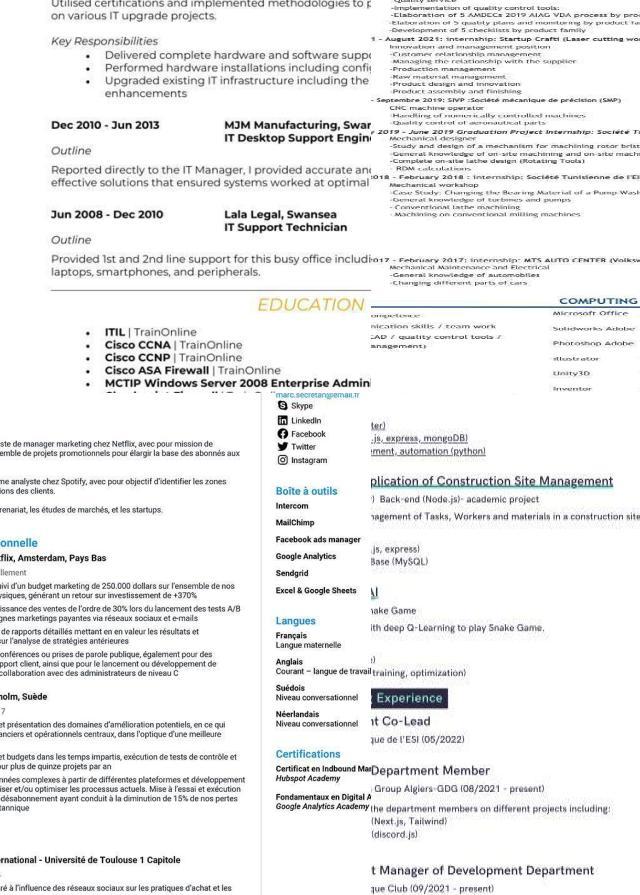 Utilised certifications and implemented methodologies to p
on various IT upgrade projects.
Key Responsibilities
• Delivered complete hardware and software supp
• Performed hardware installations including config
• Upgraded existing IT infrastructure including the
enhancements
Dec 2010 - Jun 2013 MJM Manufacturing, Swan
IT Desktop Support Engine
Outline
Reported directly to the IT Manager, I provided accurate and
effective solutions that ensured systems worked at optimal
Jun 2008 - Dec 2010 Lala Legal, Swansea
IT Support Technician
Outline
Provided 1st and 2nd line support for this busy office includi
laptops, smartphones, and peripherals.
EDUCATION
• ITIL | TrainOnline
• Cisco CCNA | TrainOnline
• Cisco CCNP | TrainOnline
• Cisco ASA Firewall | TrainOnline
• MCTIP Windows Server 2008 Enterprise Admin
-Quality service
-Implementation of quality control tools:
-Elaboration of 5 AMDECs 2019 AIAG VDA process by pro
-Elaboration of 5 quality plans and monitoring by product fa
-Development of 5 checklists by product family
1 - August 2021: internship: Startup Crafti (Laser cutting wo
Innovation and management position
-Customer relationship management
-Managing the relationship with the supplier
-Production management
-Raw material management
-Product design and innovation
-Product assembly and finishing
- Septembre 2019: SIVP :Société mécanique de précision (SMP)
CNC machine operator
-Handling of numerically controlled machines
-Quality control of aeronautical parts
y 2019 - June 2019 Graduation Project Internship: Société T
Mechanical designer
-Study and design of a mechanism for machining rotor brist
-General knowledge of on-site machining and on-site mach
-Complete on-site lathe design (Rotating Tools)
- RDM calculations
018 - February 2018 : internship: Société Tunisienne de l'El
Mechanical workshop
-Case Study: Changing the Bearing Material of a Pump Wash
-General knowledge of turbines and pumps
- Conventional lathe machining
- Machining on conventional milling machines
017 - February 2017: internship: MTS AUTO CENTER (Volksw
Mechanical Maintenance and Electrical
-General knowledge of automobiles
-Changing different parts of cars
COMPUTING
ompetence
nication skills / team work
CAD / quality control tools /
management)
Microsoft Office
Solidworks Adobe
Photoshop Adobe
illustrator
Unity3D
Inventor
iste de manager marketing chez Netflix, avec pour mission de
emble de projets promotionnels pour élargir la base des abonnés aux
me analyste chez Spotify, avec pour objectif d'identifier les zones
ions des clients.
renariat, les études de marchés, et les startups.
onnelle
tflix, Amsterdam, Pays Bas
llement
uivi d'un budget marketing de 250.000 dollars sur l'ensemble de nos
ysiques, générant un retour sur investissement de +370%
issance des ventes de l'ordre de 30% lors du lancement des tests A/B
gnes marketings payantes via réseaux sociaux et e-mails
de rapports détaillés mettant en en valeur les résultats et
sur l'analyse de stratégies antérieures
onférences ou prises de parole publique, également pour des
pport client, ainsi que pour le lancement ou développement de
collaboration avec des administrateurs de niveau C
holm, Suède
7
et présentation des domaines d'amélioration potentiels, en ce qui
nciers et opérationnels centraux, dans l'optique d'une meilleure
et budgets dans les temps impartis, exécution de tests de contrôle et
ur plus de quinze projets par an
nnées complexes à partir de différentes plateformes et développement
iser et/ou optimiser les processus actuels. Mise à l'essai et exécution
désabonnement ayant conduit à la diminution de 15% de nos pertes
tannique
ernational - Université de Toulouse 1 Capitole
ré à l'influence des réseaux sociaux sur les pratiques d'achat et les
marc.secretan@email.fr
Skype
LinkedIn
Facebook
Twitter
Instagram
Boîte à outils
Intercom
MailChimp
Facebook ads manager
Google Analytics
Sendgrid
Excel & Google Sheets
Langues
Français
Langue maternelle
Anglais
Courant – langue de travail
Suédois
Niveau conversationnel
Néerlandais
Niveau conversationnel
Certifications
Certificat en Indbound Mar
Hubspot Academy
Fondamentaux en Digital A
Google Analytics Academy
ter)
.js, express, mongoDB)
ement, automation (python)
plication of Construction Site Management
) Back-end (Node.js)- academic project
nagement of Tasks, Workers and materials in a construction site
.js, express)
Base (MySQL)
AI
nake Game
ith deep Q-Learning to play Snake Game.
)
training, optimization)
Experience
nt Co-Lead
que de l'ESI (05/2022)
Department Member
Group Algiers-GDG (08/2021 - present)
the department members on different projects including:
(Next.js, Tailwind)
(discord.js)
t Manager of Development Department
que Club (09/2021 - present)